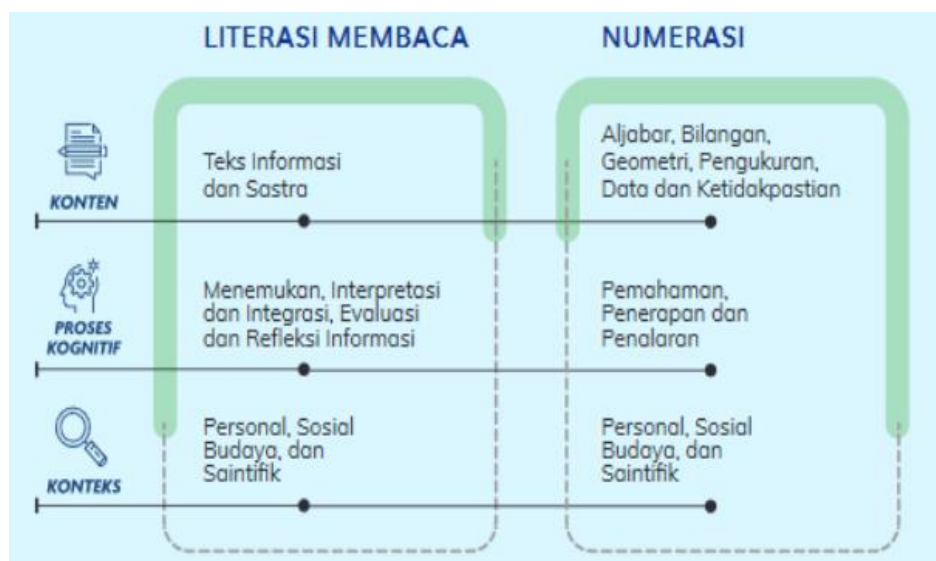 LITERASI MEMBACA
NUMERASI
KONTEN
Teks Informasi
dan Sastra
Aljabar, Bilangan,
Geometri, Pengukuran,
Data dan Ketidakpastian
PROSES
KOGNITIF
Menemukan, Interpretasi
dan Integrasi, Evaluasi
dan Refleksi Informasi
Pemahaman,
Penerapan dan
Penalaran
KONTEKS
Personal, Sosial
Budaya, dan
Saintifik
Personal, Sosial
Budaya, dan
Saintifik